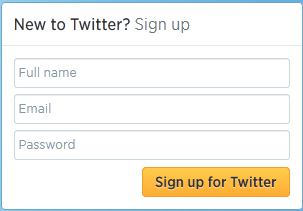 New to Twitter? Sign up
Full name
Email
Password
Sign up for Twitter